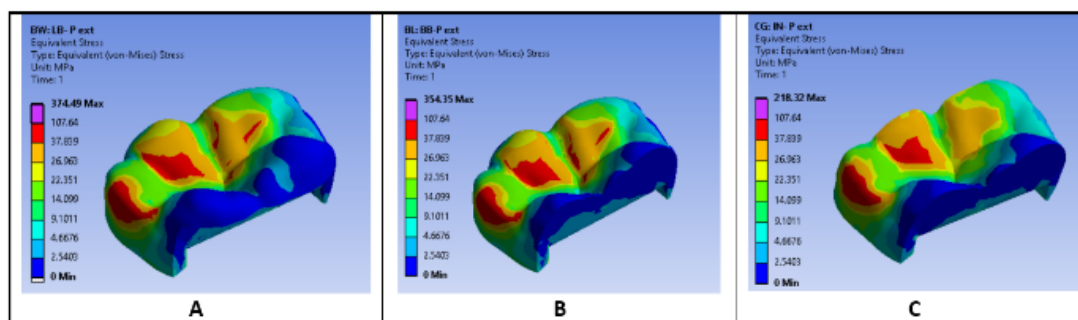 BW: LB- P ext
Equivalent Stress
Type: Equivalent (von-Mises) Stress
Unit: MPa
Time: 1
374.49 Max
107.64
37.839
26.963
22.351
14.099
9.1011
4.6676
2.5403
0 Min
A
BL: BB-P ext
Equivalent Stress
Type: Equivalent (von-Mises) Stress
Unit: MPa
Time: 1
354.35 Max
107.64
37.839
26.963
22.351
14.099
9.1011
4.6676
2.5403
0 Min
B
CG: IN- P ext
Equivalent Stress
Type: Equivalent (von-Mises) Stress
Unit: MPa
Time: 1
218.32 Max
107.64
37.839
26.963
22.351
14.099
9.1011
4.6676
2.5403
0 Min
C